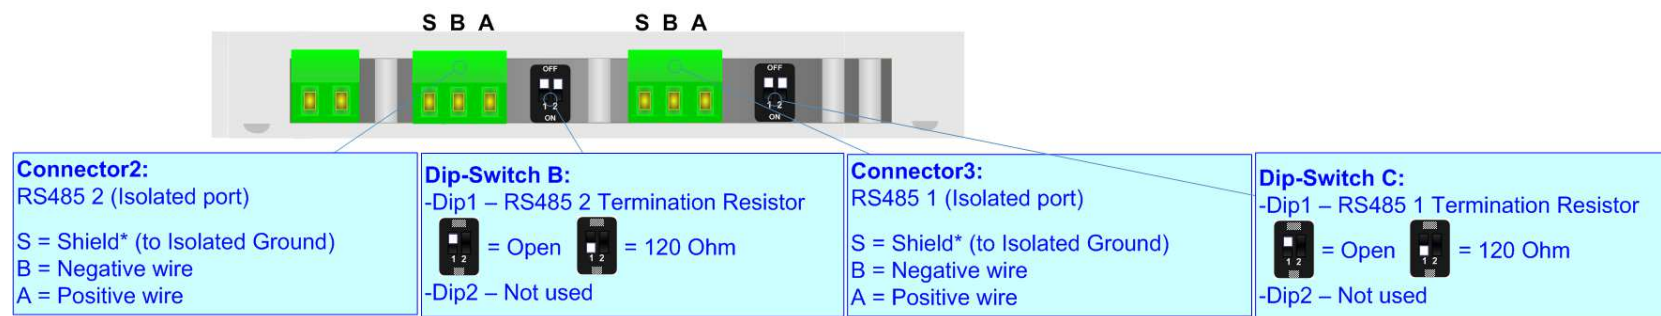 S B A
S B A
OFF
1 2
ON
OFF
1 2
ON
Connector2:
RS485 2 (Isolated port)
S = Shield* (to Isolated Ground)
B = Negative wire
A = Positive wire
Dip-Switch B:
-Dip1 – RS485 2 Termination Resistor
1 2 = Open 1 2 = 120 Ohm
-Dip2 – Not used
Connector3:
RS485 1 (Isolated port)
S = Shield* (to Isolated Ground)
B = Negative wire
A = Positive wire
Dip-Switch C:
-Dip1 – RS485 1 Termination Resistor
1 2 = Open 1 2 = 120 Ohm
-Dip2 – Not used